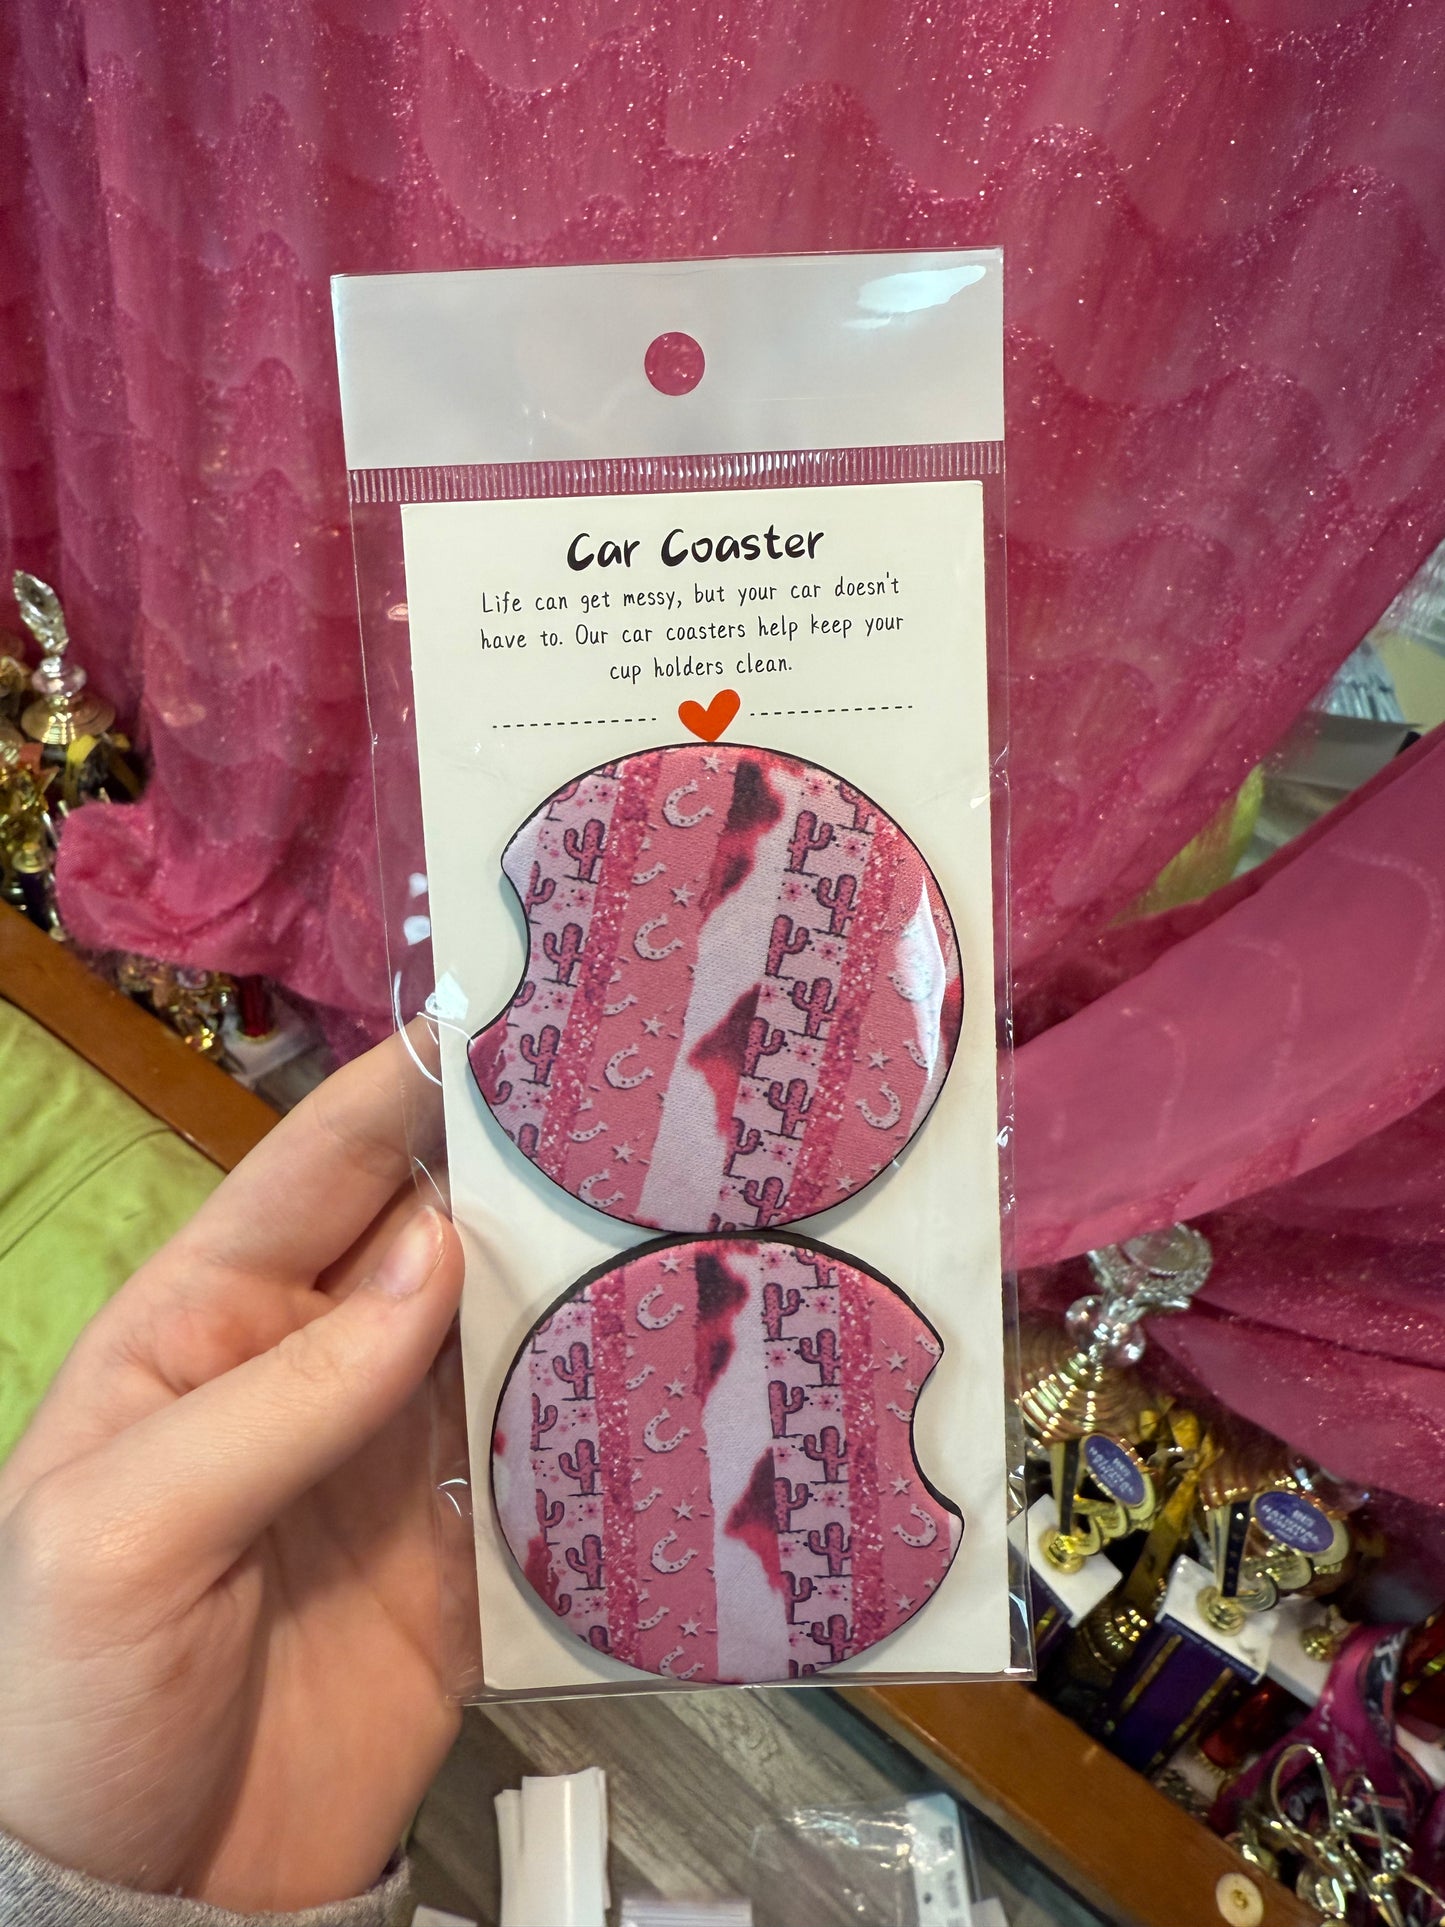 Car Coaster
Life can get messy, but your car doesn't
have to. Our car coasters help keep your
cup holders clean.